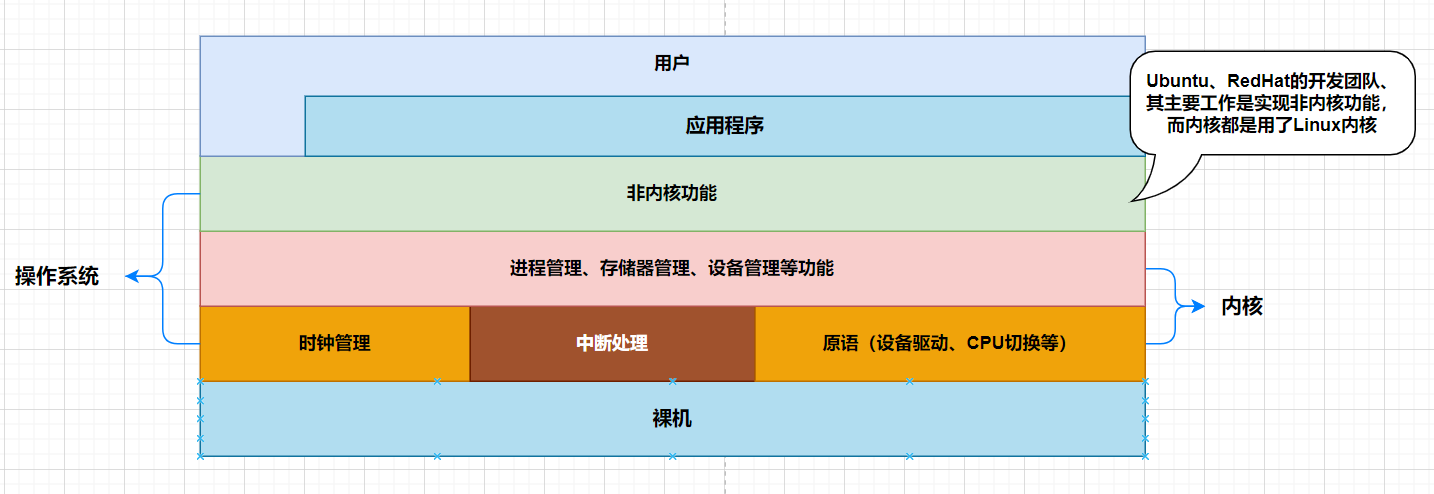 用户
Ubuntu、RedHat的开发团队、
其主要工作是实现非内核功能，
而内核都是用了Linux内核
应用程序
非内核功能
进程管理、存储器管理、设备管理等功能
操作系统
内核
时钟管理
中断处理
原语（设备驱动、CPU切换等）
裸机